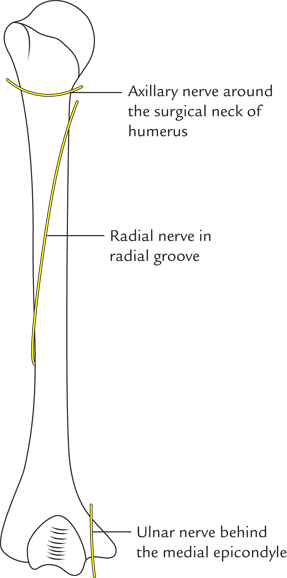 Axillary nerve around
the surgical neck of
humerus
Radial nerve in
radial groove
Ulnar nerve behind
the medial epicondyle